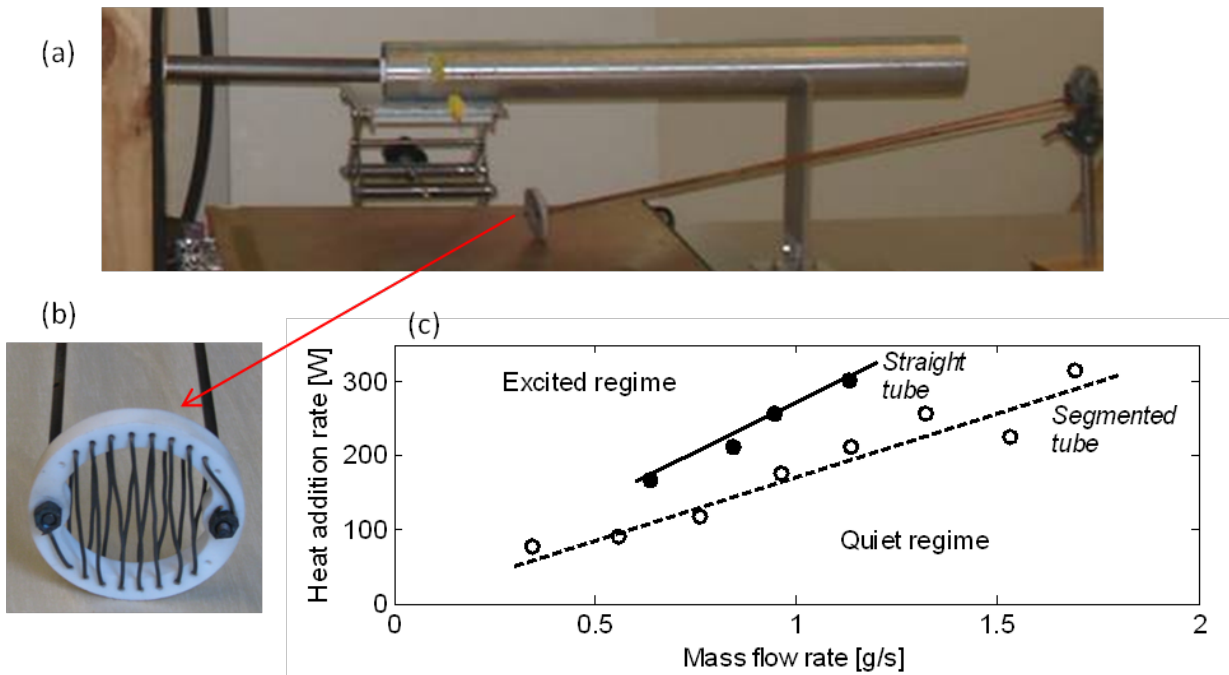 (a)
(b)
(c)
Heat addition rate [W]
300
200
100
0
Excited regime
Straight
tube
Segmented
tube
Quiet regime
0
0.5
1
1.5
2
Mass flow rate [g/s]